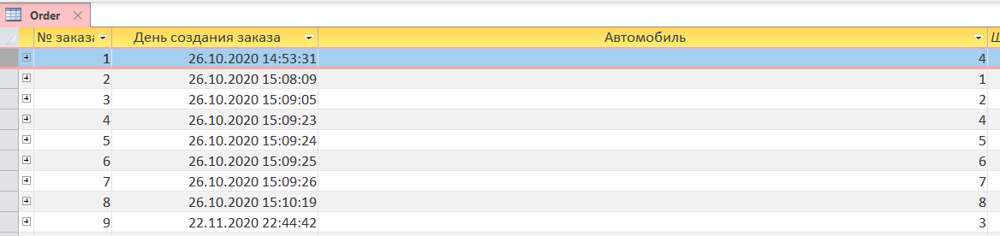 Order
№ заказа День создания заказа Автомобиль Ш
1 26.10.2020 14:53:31 4
2 26.10.2020 15:08:09 1
3 26.10.2020 15:09:05 2
4 26.10.2020 15:09:23 4
5 26.10.2020 15:09:24 5
6 26.10.2020 15:09:25 6
7 26.10.2020 15:09:26 7
8 26.10.2020 15:10:19 8
9 22.11.2020 22:44:42 3